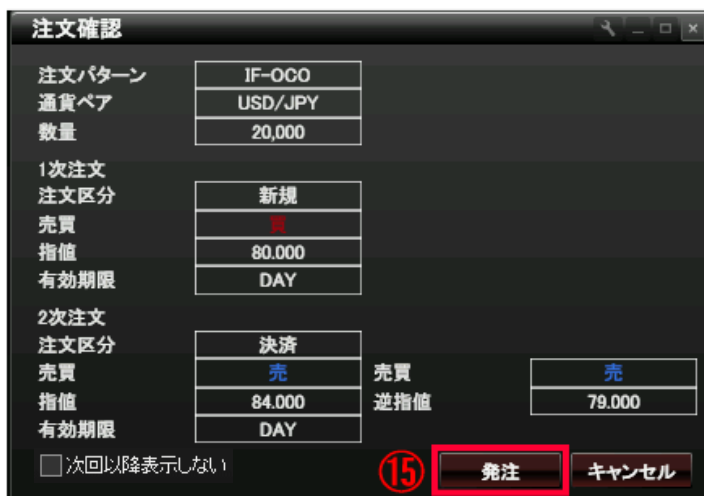 注文確認
注文パターン IF-OCO
通貨ペア USD/JPY
数量 20,000
1次注文
注文区分 新規
売買 買
指値 80.000
有効期限 DAY
2次注文
注文区分 決済
売買 売 売買 売
指値 84.000 逆指値 79.000
有効期限 DAY
次回以降表示しない ⑮ 発注 キャンセル